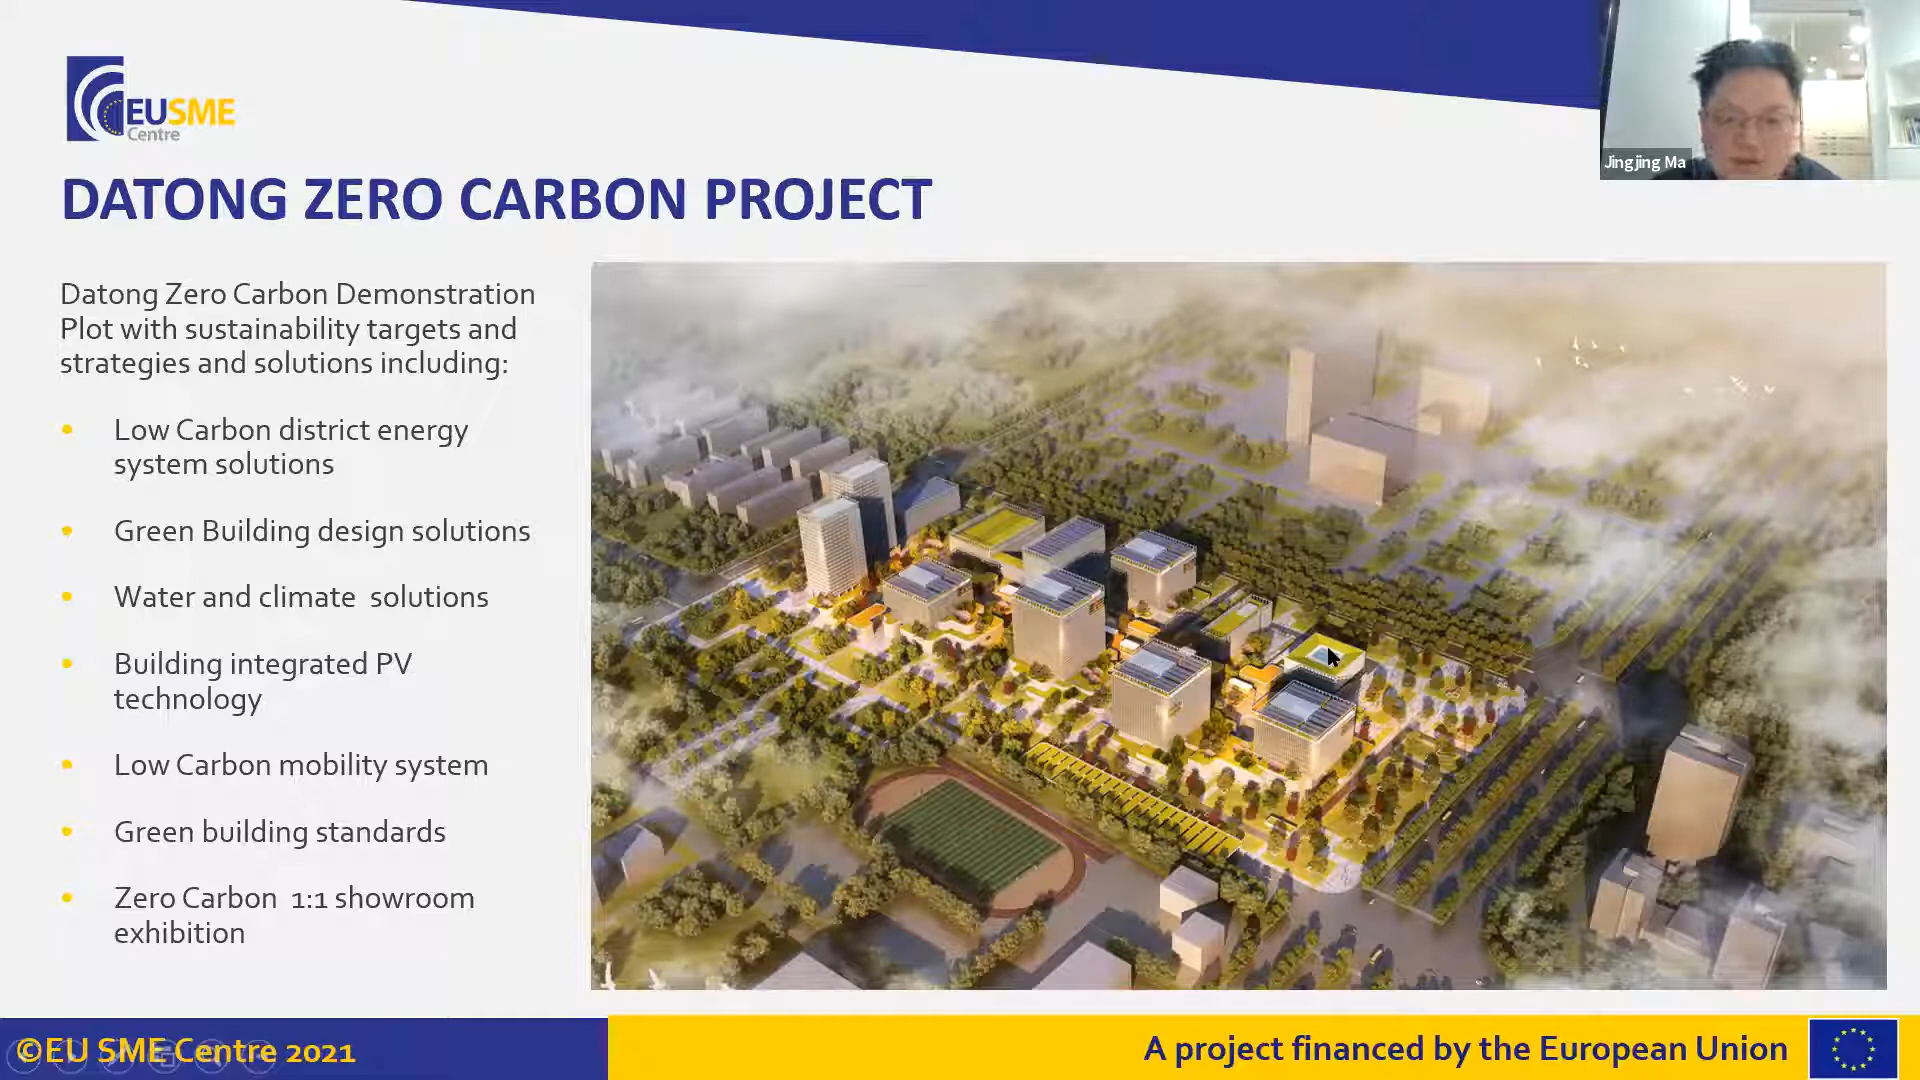 EUSME
Centre
Jingjing Ma
DATONG ZERO CARBON PROJECT
Datong Zero Carbon Demonstration
Plot with sustainability targets and
strategies and solutions including:
• Low Carbon district energy
system solutions
• Green Building design solutions
• Water and climate solutions
• Building integrated PV
technology
• Low Carbon mobility system
• Green building standards
• Zero Carbon 1:1 showroom
exhibition
©EU SME Centre 2021
A project financed by the European Union